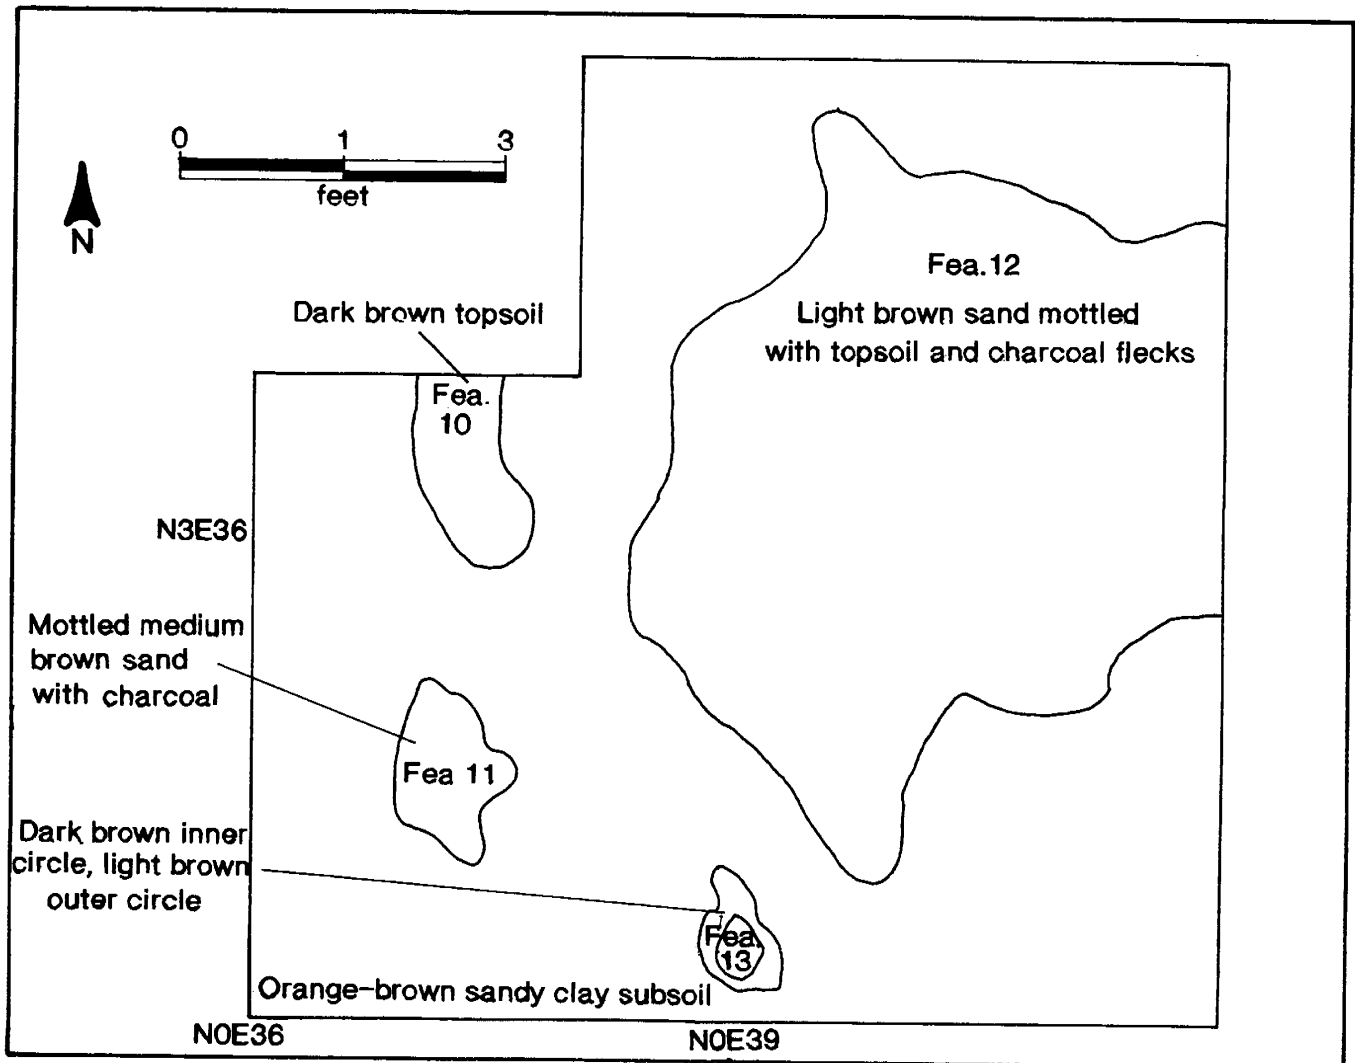 0 1 3
feet
N
Fea.12
Light brown sand mottled
with topsoil and charcoal flecks
Dark brown topsoil
Fea.
10
N3E36
Mottled medium
brown sand
with charcoal
Fea 11
Dark brown inner
circle, light brown
outer circle
Fea.
13
Orange-brown sandy clay subsoil
N0E36
N0E39